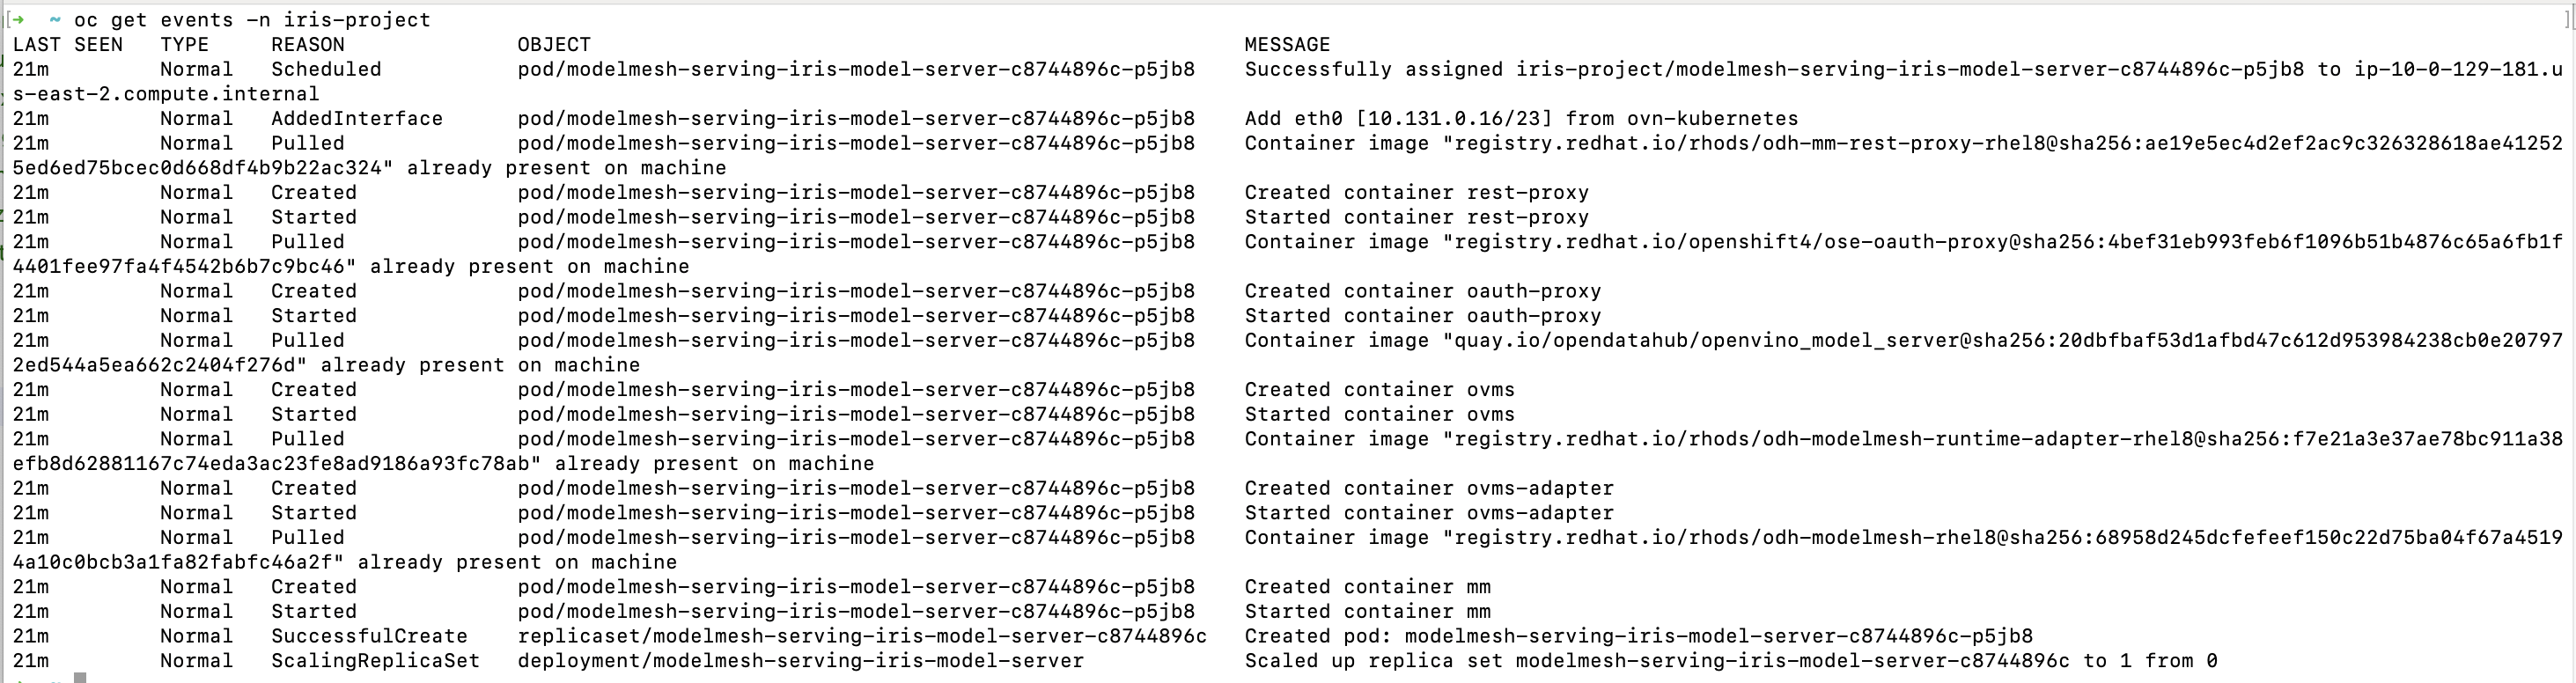 [➜  ~ oc get events -n iris-project ]
LAST SEEN   TYPE     REASON              OBJECT                                                     MESSAGE
21m         Normal   Scheduled           pod/modelmesh-serving-iris-model-server-c8744896c-p5jb8    Successfully assigned iris-project/modelmesh-serving-iris-model-server-c8744896c-p5jb8 to ip-10-0-129-181.u
s-east-2.compute.internal
21m         Normal   AddedInterface      pod/modelmesh-serving-iris-model-server-c8744896c-p5jb8    Add eth0 [10.131.0.16/23] from ovn-kubernetes
21m         Normal   Pulled              pod/modelmesh-serving-iris-model-server-c8744896c-p5jb8    Container image "registry.redhat.io/rhods/odh-mm-rest-proxy-rhel8@sha256:ae19e5ec4d2ef2ac9c326328618ae41252
5ed6ed75bcec0d668df4b9b22ac324" already present on machine
21m         Normal   Created             pod/modelmesh-serving-iris-model-server-c8744896c-p5jb8    Created container rest-proxy
21m         Normal   Started             pod/modelmesh-serving-iris-model-server-c8744896c-p5jb8    Started container rest-proxy
21m         Normal   Pulled              pod/modelmesh-serving-iris-model-server-c8744896c-p5jb8    Container image "registry.redhat.io/openshift4/ose-oauth-proxy@sha256:4bef31eb993feb6f1096b51b4876c65a6fb1f
4401fee97fa4f4542b6b7c9bc46" already present on machine
21m         Normal   Created             pod/modelmesh-serving-iris-model-server-c8744896c-p5jb8    Created container oauth-proxy
21m         Normal   Started             pod/modelmesh-serving-iris-model-server-c8744896c-p5jb8    Started container oauth-proxy
21m         Normal   Pulled              pod/modelmesh-serving-iris-model-server-c8744896c-p5jb8    Container image "quay.io/opendatahub/openvino_model_server@sha256:20dbfbaf53d1afbd47c612d953984238cb0e20797
2ed544a5ea662c2404f276d" already present on machine
21m         Normal   Created             pod/modelmesh-serving-iris-model-server-c8744896c-p5jb8    Created container ovms
21m         Normal   Started             pod/modelmesh-serving-iris-model-server-c8744896c-p5jb8    Started container ovms
21m         Normal   Pulled              pod/modelmesh-serving-iris-model-server-c8744896c-p5jb8    Container image "registry.redhat.io/rhods/odh-modelmesh-runtime-adapter-rhel8@sha256:f7e21a3e37ae78bc911a38
efb8d62881167c74eda3ac23fe8ad9186a93fc78ab" already present on machine
21m         Normal   Created             pod/modelmesh-serving-iris-model-server-c8744896c-p5jb8    Created container ovms-adapter
21m         Normal   Started             pod/modelmesh-serving-iris-model-server-c8744896c-p5jb8    Started container ovms-adapter
21m         Normal   Pulled              pod/modelmesh-serving-iris-model-server-c8744896c-p5jb8    Container image "registry.redhat.io/rhods/odh-modelmesh-rhel8@sha256:68958d245dcfefeef150c22d75ba04f67a4519
4a10c0bcb3a1fa82fabfc46a2f" already present on machine
21m         Normal   Created             pod/modelmesh-serving-iris-model-server-c8744896c-p5jb8    Created container mm
21m         Normal   Started             pod/modelmesh-serving-iris-model-server-c8744896c-p5jb8    Started container mm
21m         Normal   SuccessfulCreate    replicaset/modelmesh-serving-iris-model-server-c8744896c   Created pod: modelmesh-serving-iris-model-server-c8744896c-p5jb8
21m         Normal   ScalingReplicaSet   deployment/modelmesh-serving-iris-model-server             Scaled up replica set modelmesh-serving-iris-model-server-c8744896c to 1 from 0